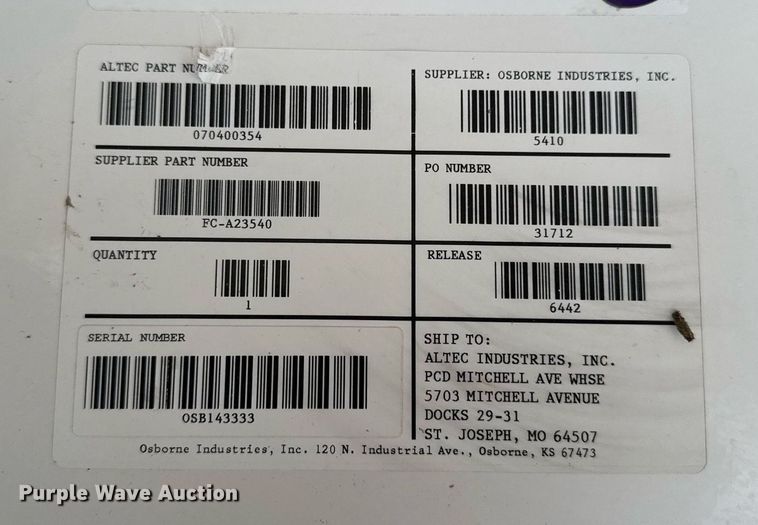 ALTEC PART NUMBER
070400354
SUPPLIER: OSBORNE INDUSTRIES, INC.
5410
SUPPLIER PART NUMBER
FC-A23540
PO NUMBER
31712
QUANTITY
1
RELEASE
6442
SERIAL NUMBER
OSB143333
SHIP TO:
ALTEC INDUSTRIES, INC.
PCD MITCHELL AVE WHSE
5703 MITCHELL AVENUE
DOCKS 29-31
ST. JOSEPH, MO 64507
Osborne Industries, Inc. 120 N. Industrial Ave., Osborne, KS 67473
Purple Wave Auction